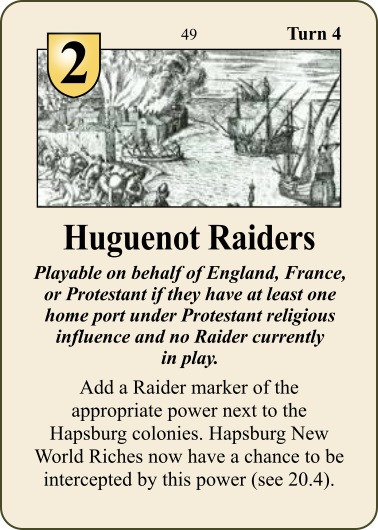 49
Turn 4
2
Huguenot Raiders
Playable on behalf of England, France,
or Protestant if they have at least one
home port under Protestant religious
influence and no Raider currently
in play.
Add a Raider marker of the
appropriate power next to the
Hapsburg colonies. Hapsburg New
World Riches now have a chance to be
intercepted by this power (see 20.4).